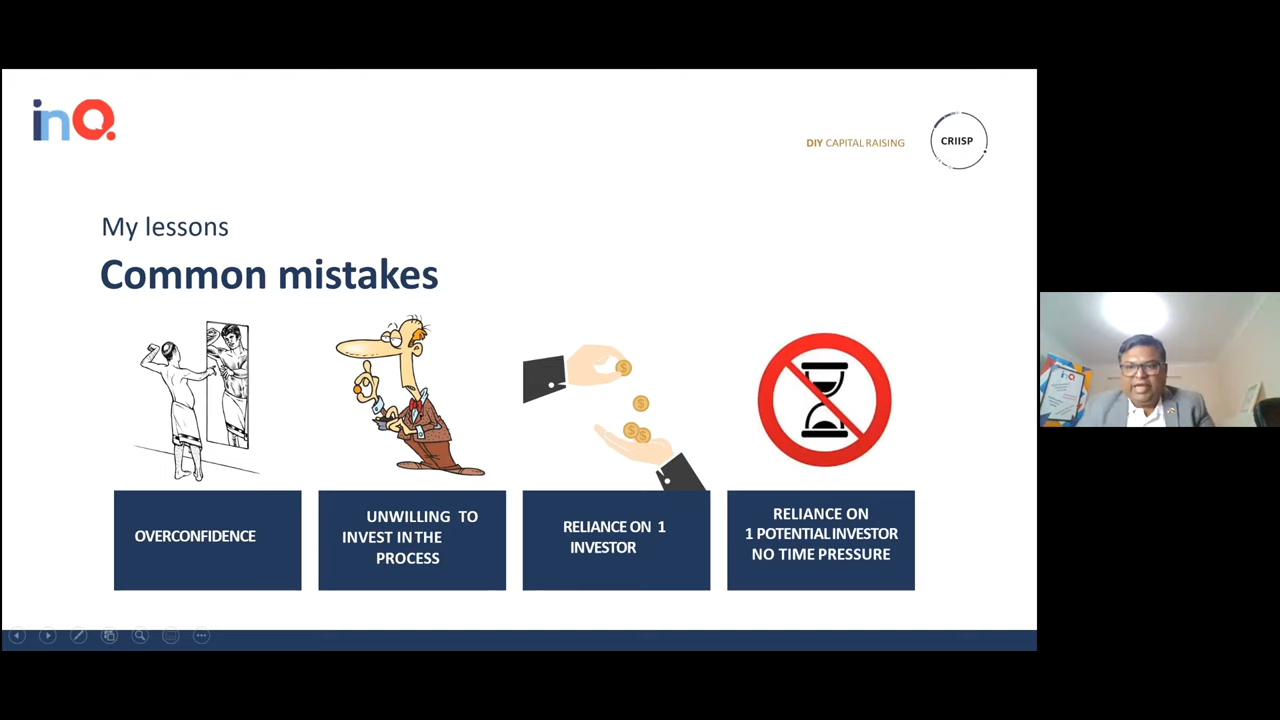 inQ.
DIY CAPITAL RAISING
CRIISP
My lessons
Common mistakes
OVERCONFIDENCE
UNWILLING TO
INVEST IN THE
PROCESS
RELIANCE ON 1
INVESTOR
RELIANCE ON
1 POTENTIAL INVESTOR
NO TIME PRESSURE
inQ.